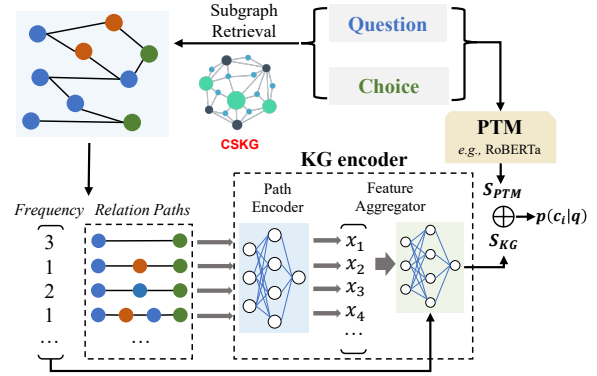 Subgraph
Retrieval
Question
Choice
CSKG
PTM
e.g., RoBERTa
KG encoder
S_PTM
p(c_i|q)
S_KG
Frequency
Relation Paths
Path
Encoder
Feature
Aggregator
3
1
2
1
...
...
x_1
x_2
x_3
x_4
...